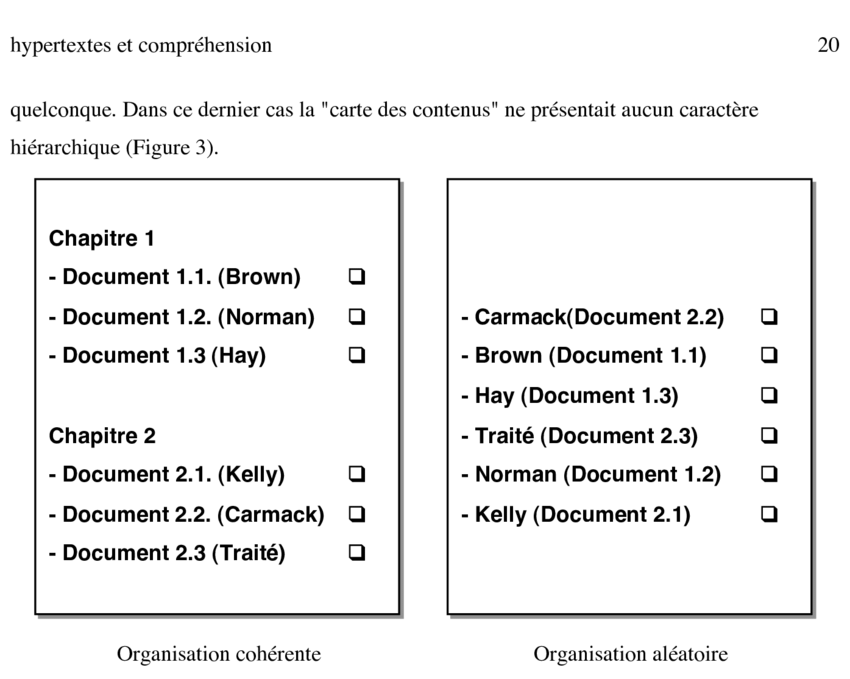 hypertextes et compréhension 20
quelconque. Dans ce dernier cas la "carte des contenus" ne présentait aucun caractère
hiérarchique (Figure 3).
Chapitre 1
- Document 1.1. (Brown) ❏
- Document 1.2. (Norman) ❏
- Document 1.3 (Hay) ❏
Chapitre 2
- Document 2.1. (Kelly) ❏
- Document 2.2. (Carmack) ❏
- Document 2.3 (Traité) ❏
Organisation cohérente
- Carmack(Document 2.2) ❏
- Brown (Document 1.1) ❏
- Hay (Document 1.3) ❏
- Traité (Document 2.3) ❏
- Norman (Document 1.2) ❏
- Kelly (Document 2.1) ❏
Organisation aléatoire